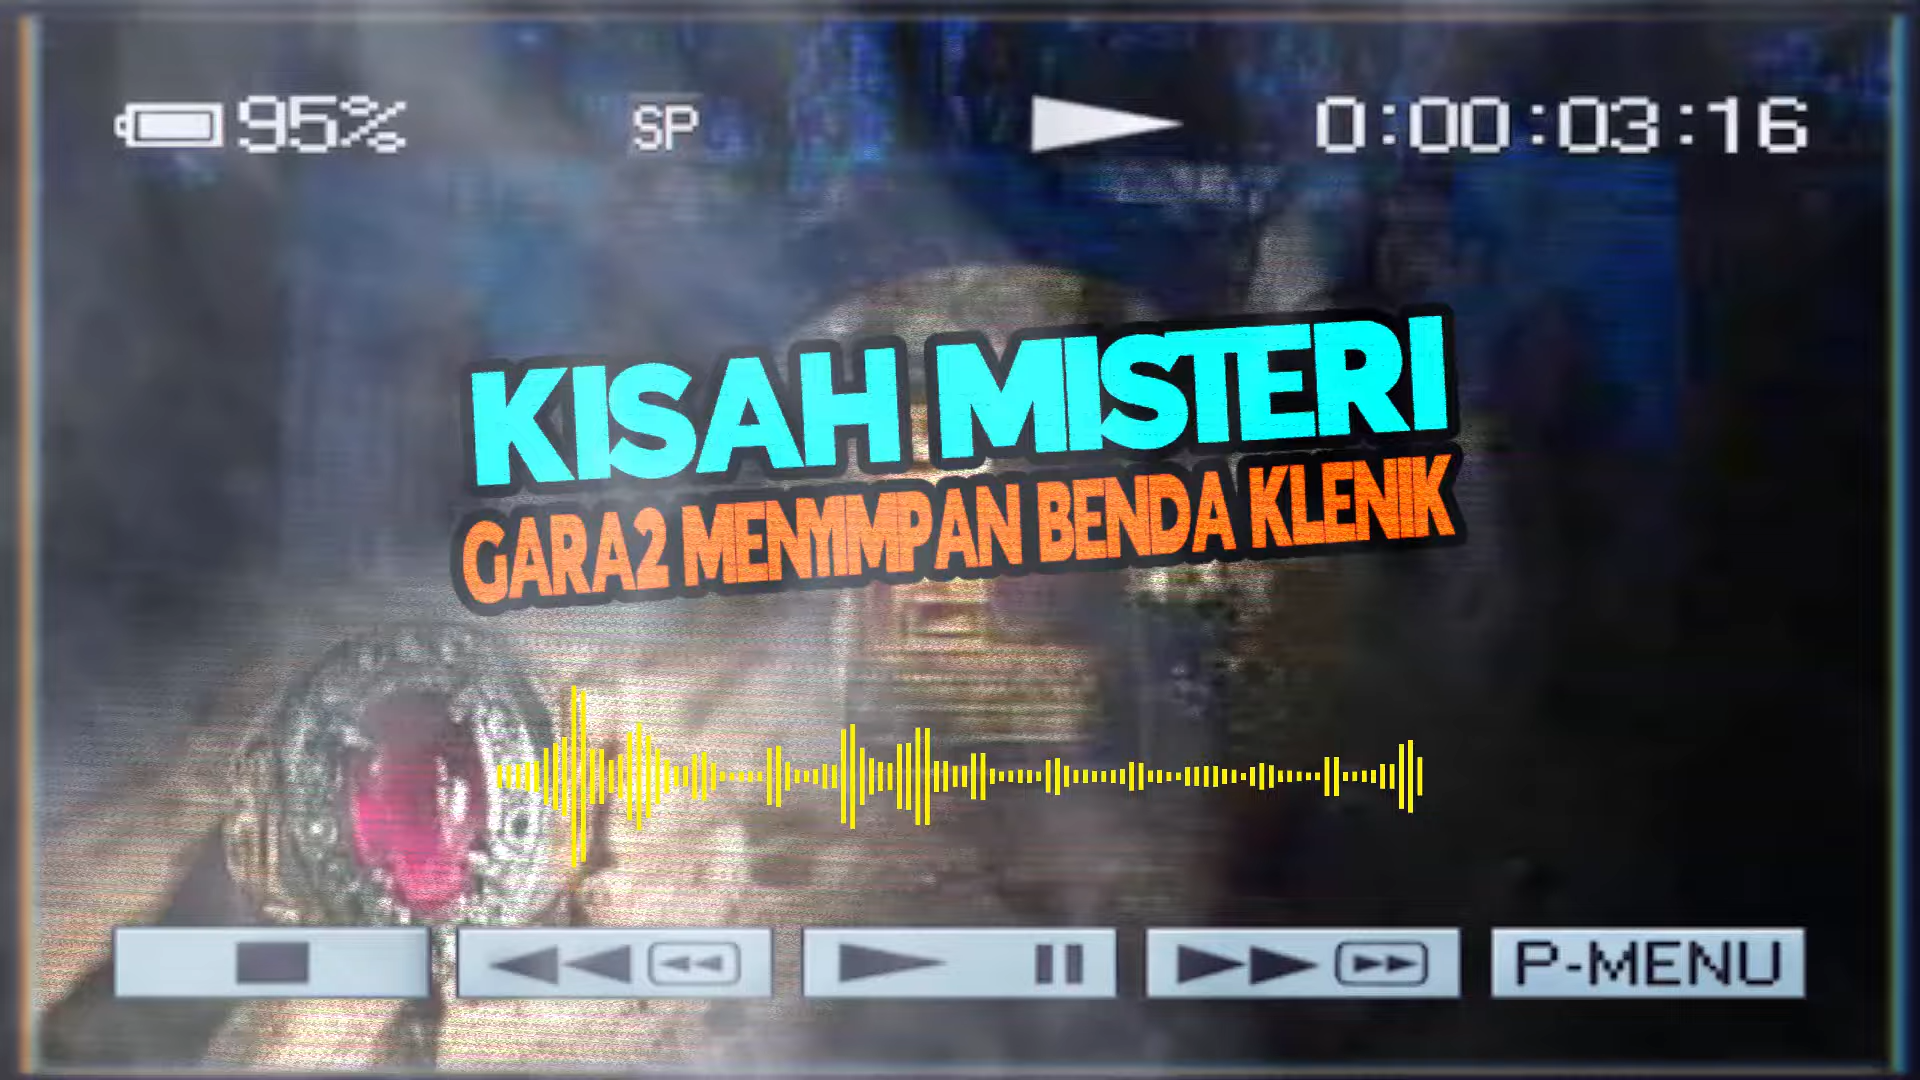 95% SP 0:00:03:16
KISAH MISTERI
GARA2 MENYIMPAN BENDA KLENIK
P-MENU